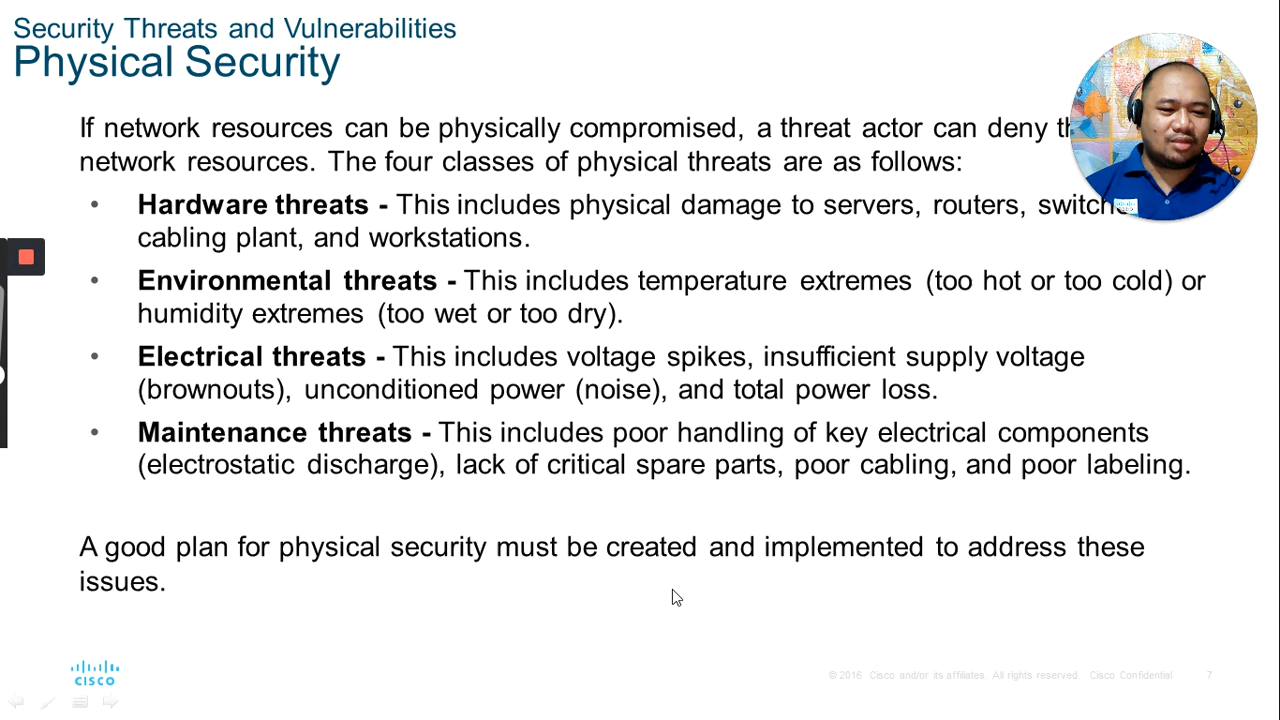 Security Threats and Vulnerabilities
Physical Security
If network resources can be physically compromised, a threat actor can deny
network resources. The four classes of physical threats are as follows:
• Hardware threats - This includes physical damage to servers, routers,
cabling plant, and workstations.
• Environmental threats - This includes temperature extremes (too hot or too cold) or
humidity extremes (too wet or too dry).
• Electrical threats - This includes voltage spikes, insufficient supply voltage
(brownouts), unconditioned power (noise), and total power loss.
• Maintenance threats - This includes poor handling of key electrical components
(electrostatic discharge), lack of critical spare parts, poor cabling, and poor labeling.
A good plan for physical security must be created and implemented to address these
issues.
CISCO
© 2016 Cisco and/or its affiliates. All rights reserved. Cisco Confidential 7